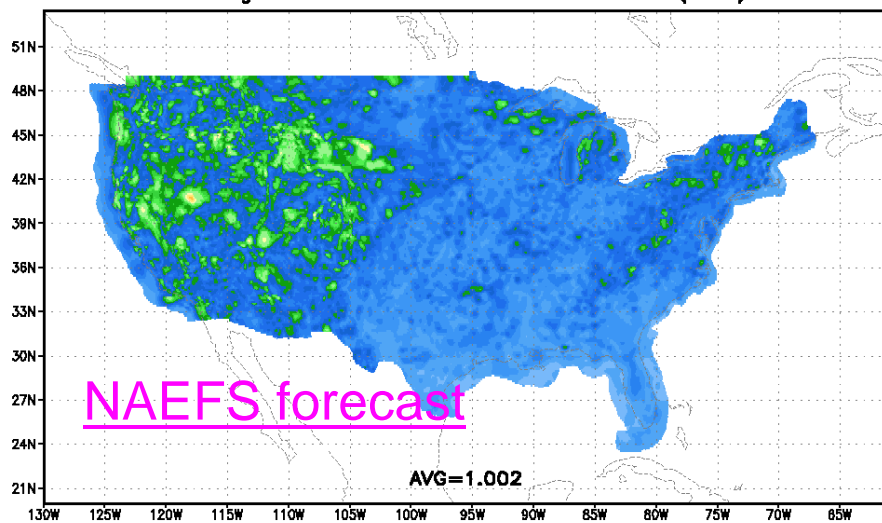 51N
48N
45N
42N
39N
36N
33N
30N
27N
24N
21N
NAEFS forecast
AVG=1.002
130W 125W 120W 115W 110W 105W 100W 95W 90W 85W 80W 75W 70W 65W